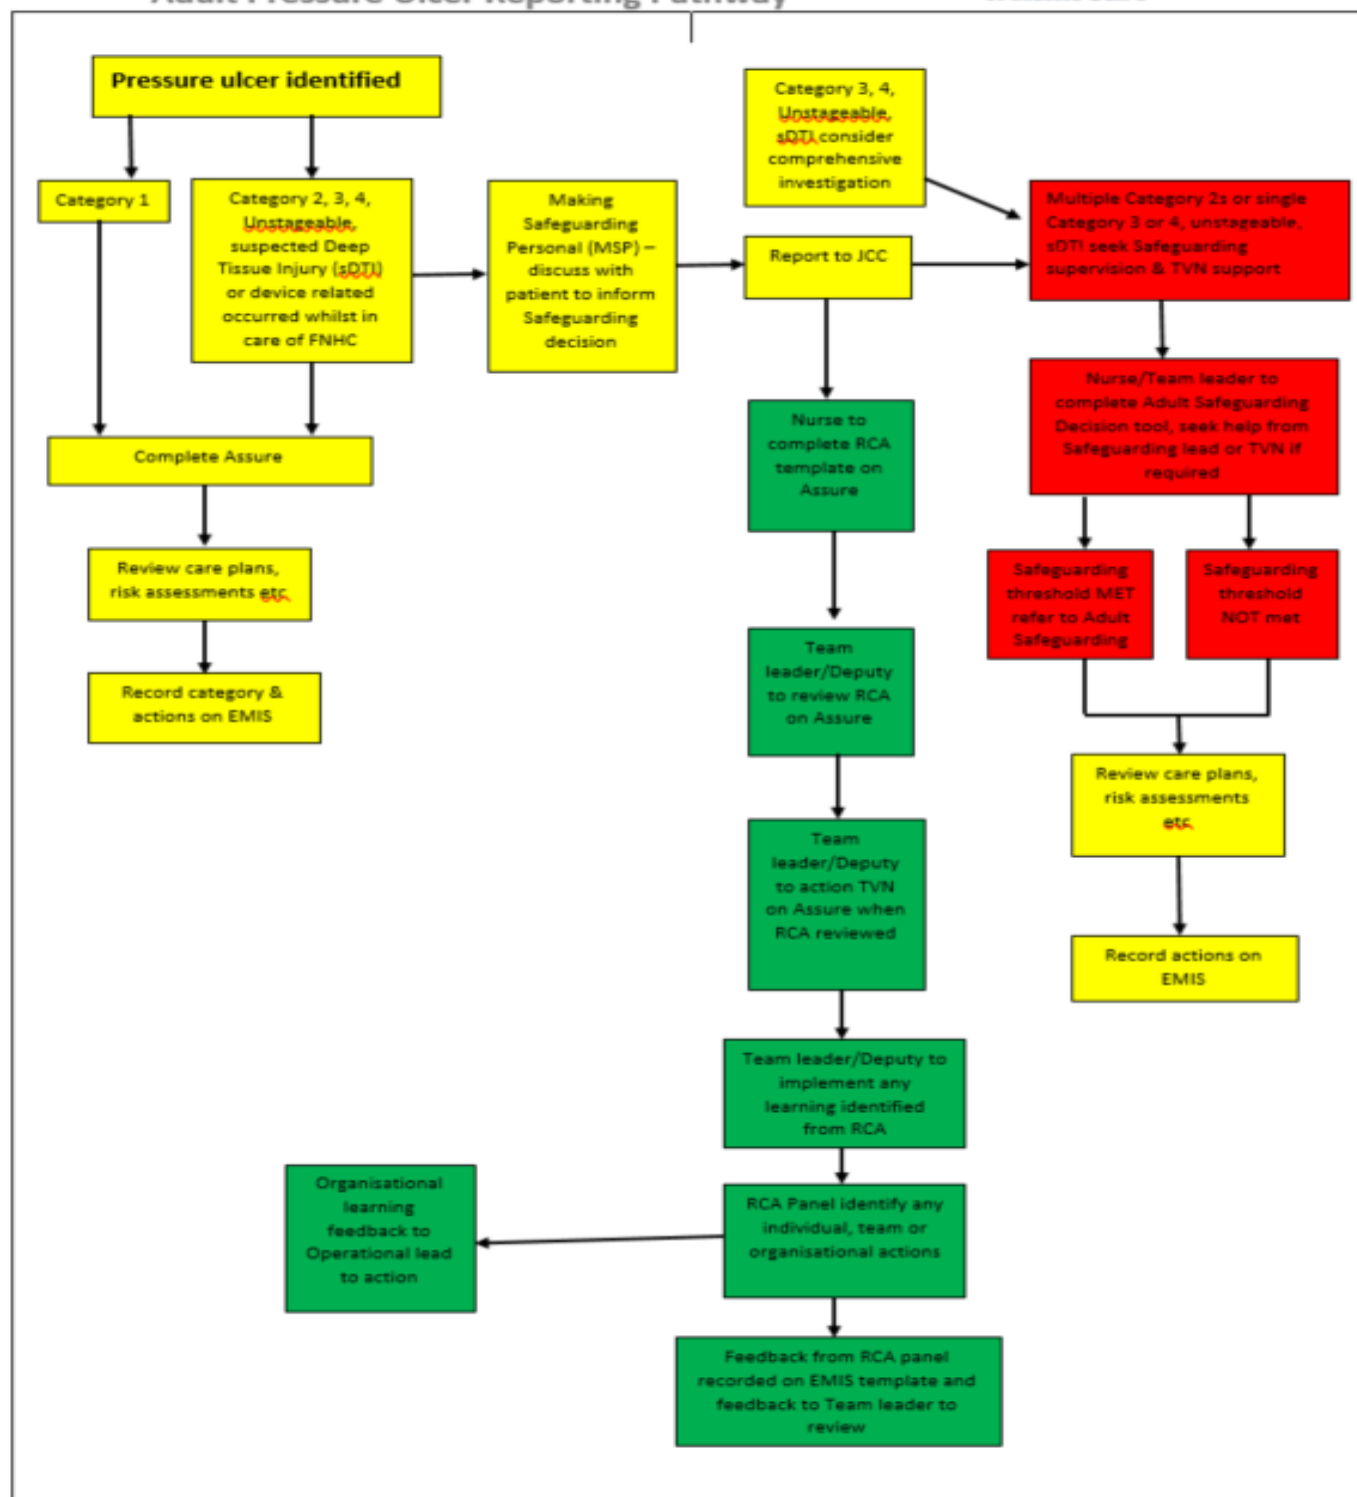 Adult Pressure Ulcer Reporting Pathway
Pressure ulcer identified
Category 1
Category 2, 3, 4,
Unstageable,
suspected Deep
Tissue Injury (sDTI)
or device related
occurred whilst in
care of FNHC
Making
Safeguarding
Personal (MSP) –
discuss with
patient to inform
Safeguarding
decision
Category 3, 4,
Unstageable,
sDTI consider
comprehensive
investigation
Report to JCC
Multiple Category 2s or single
Category 3 or 4, unstageable,
sDTI seek Safeguarding
supervision & TVN support
Complete Assure
Review care plans,
risk assessments etc
Record category &
actions on EMIS
Nurse to
complete RCA
template on
Assure
Team
leader/Deputy
to review RCA
on Assure
Team
leader/Deputy
to action TVN
on Assure when
RCA reviewed
Team leader/Deputy to
implement any
learning identified
from RCA
RCA Panel identify any
individual, team or
organisational actions
Organisational
learning
feedback to
Operational lead
to action
Feedback from RCA panel
recorded on EMIS template and
feedback to Team leader to
review
Nurse/Team leader to
complete Adult Safeguarding
Decision tool, seek help from
Safeguarding lead or TVN if
required
Safeguarding
threshold MET
refer to Adult
Safeguarding
Safeguarding
threshold
NOT met
Review care plans,
risk assessments
etc
Record actions on
EMIS